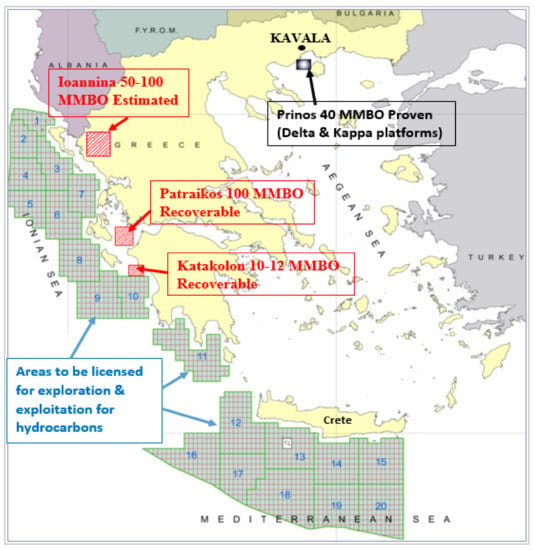 BULGARIA
F.Y.R.O.M.
KAVALA
ALBANIA
Ioannina 50-100
MMBO Estimated
Prinos 40 MMBO Proven
(Delta & Kappa platforms)
GREECE
1
2
3
4
5
6
7
8
9
10
IONIAN SEA
AEGEAN SEA
TURKEY
Patraikos 100 MMBO
Recoverable
Katakolon 10-12 MMBO
Recoverable
Areas to be licensed
for exploration &
exploitation for
hydrocarbons
11
12
Crete
13
14
15
16
17
18
19
20
MEDITERRANEAN SEA